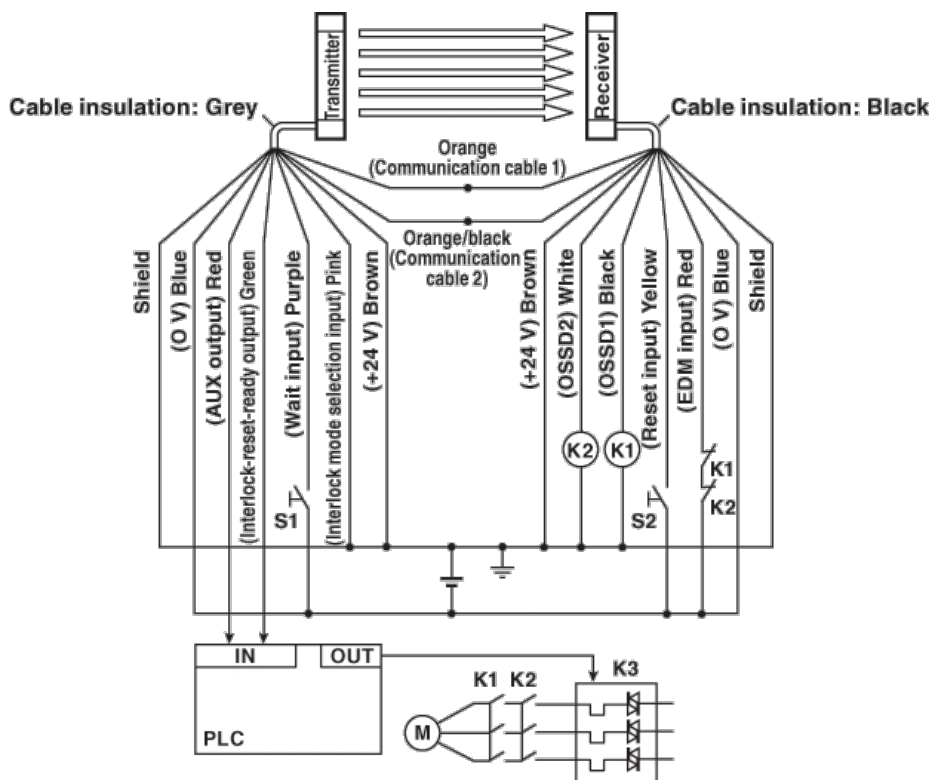 Transmitter
Receiver
Cable insulation: Grey
Cable insulation: Black
Orange
(Communication cable 1)
Orange/black
(Communication
cable 2)
Shield
(O V) Blue
(AUX output) Red
(Interlock-reset-ready output) Green
(Wait input) Purple
(Interlock mode selection input) Pink
(+24 V) Brown
(+24 V) Brown
(OSSD2) White
(OSSD1) Black
(Reset input) Yellow
(EDM input) Red
(O V) Blue
Shield
K2
K1
K1
K2
S1
S2
IN
OUT
PLC
K1 K2
K3
M